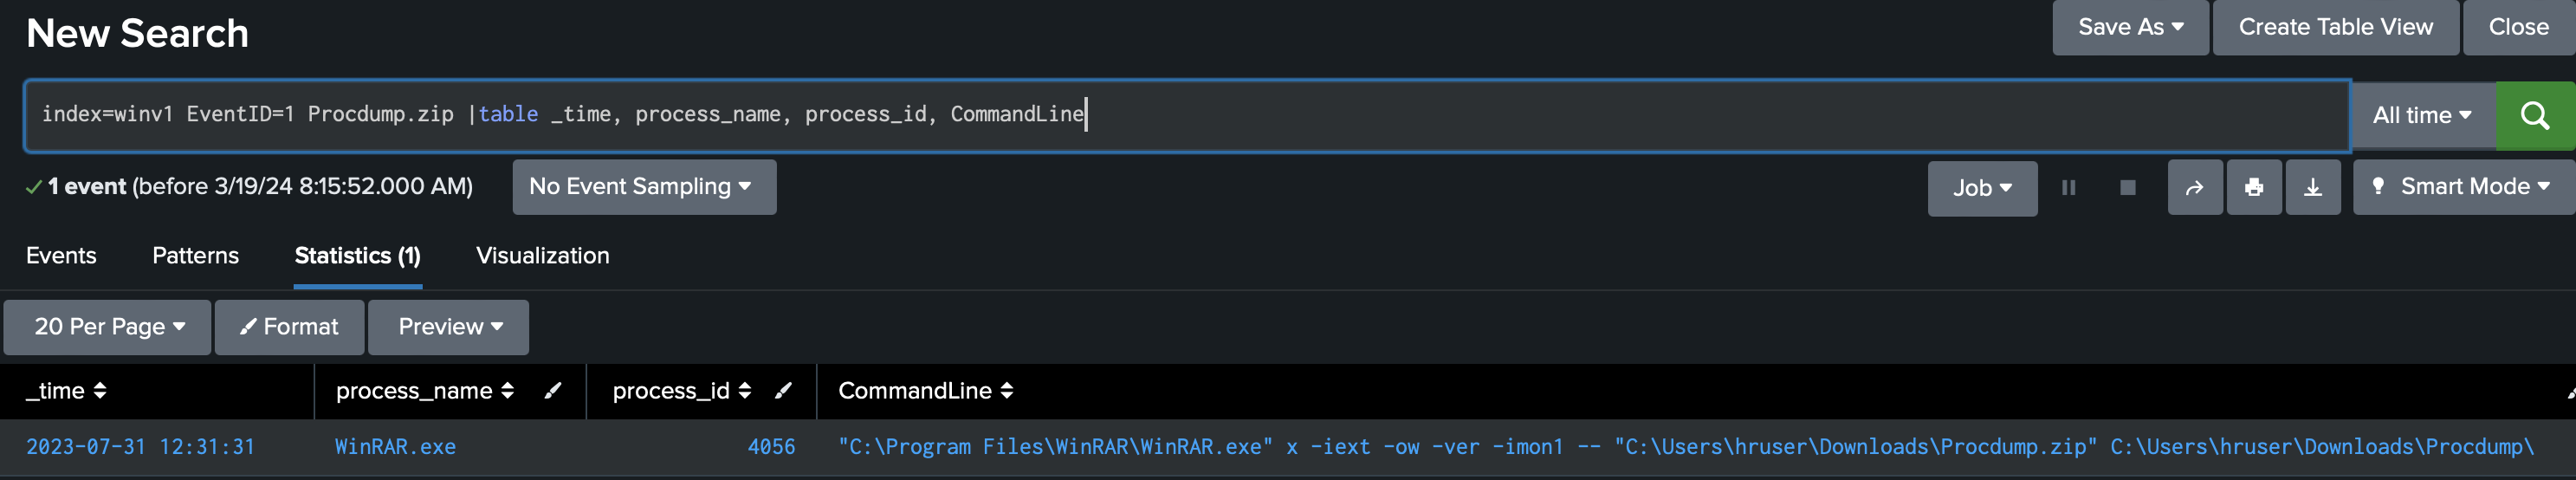 New Search
Save As
Create Table View
Close
index=winv1 EventID=1 Procdump.zip |table _time, process_name, process_id, CommandLine
All time
1 event (before 3/19/24 8:15:52.000 AM)
No Event Sampling
Job
Smart Mode
Events
Patterns
Statistics (1)
Visualization
20 Per Page
Format
Preview
_time
process_name
process_id
CommandLine
2023-07-31 12:31:31
WinRAR.exe
4056
"C:\Program Files\WinRAR\WinRAR.exe" x -iext -ow -ver -imon1 -- "C:\Users\hruser\Downloads\Procdump.zip" C:\Users\hruser\Downloads\Procdump\